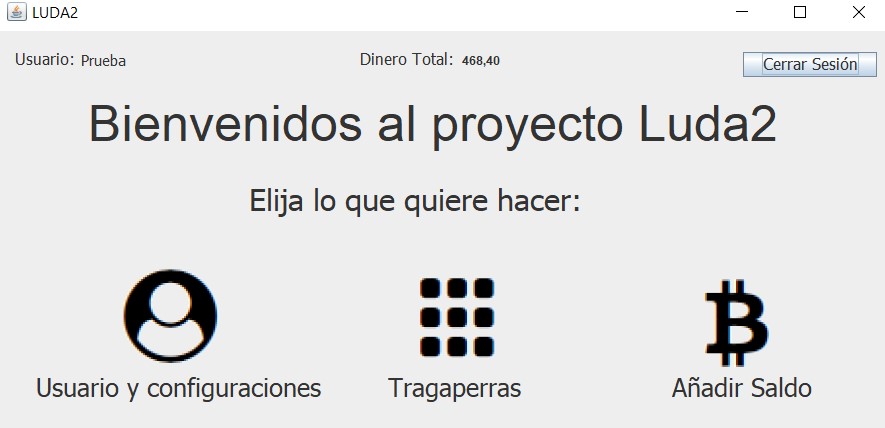 LUDA2
Usuario: Prueba Dinero Total: 468,40 Cerrar Sesión
Bienvenidos al proyecto Luda2
Elija lo que quiere hacer:
Usuario y configuraciones Tragaperras Añadir Saldo